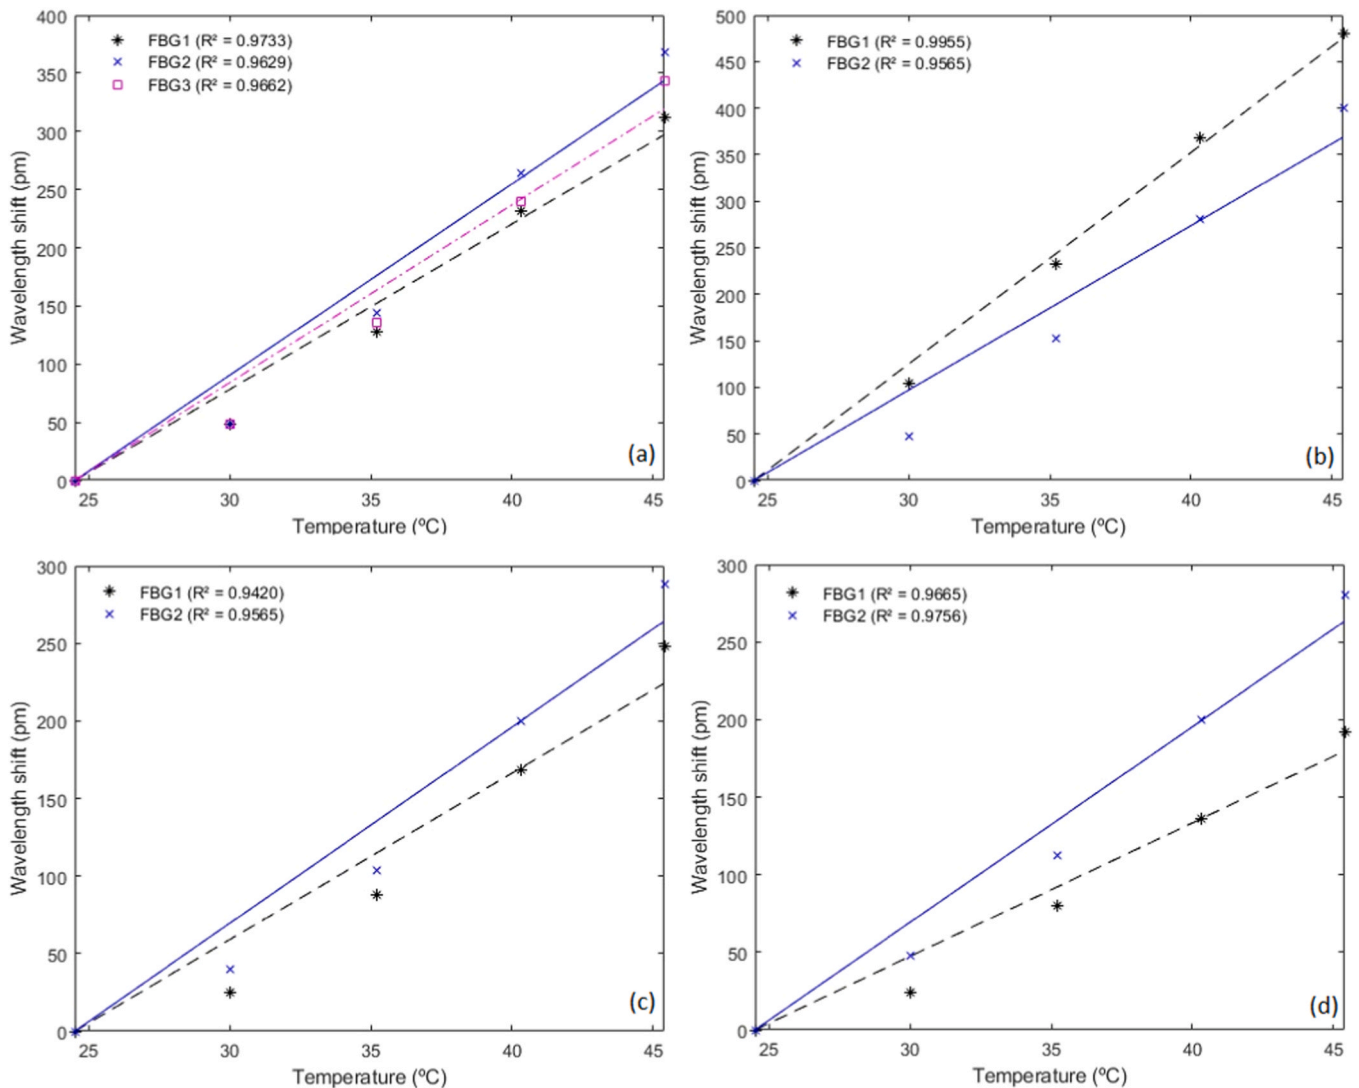 400
350
300
250
200
150
100
50
0
Wavelength shift (pm)
FBG1 (R² = 0.9733)
FBG2 (R² = 0.9629)
FBG3 (R² = 0.9662)
(a)
25 30 35 40 45
Temperature (ºC)
500
450
400
350
300
250
200
150
100
50
0
Wavelength shift (pm)
FBG1 (R² = 0.9955)
FBG2 (R² = 0.9565)
(b)
25 30 35 40 45
Temperature (ºC)
300
250
200
150
100
50
0
Wavelength shift (pm)
FBG1 (R² = 0.9420)
FBG2 (R² = 0.9565)
(c)
25 30 35 40 45
Temperature (ºC)
300
250
200
150
100
50
0
Wavelength shift (pm)
FBG1 (R² = 0.9665)
FBG2 (R² = 0.9756)
(d)
25 30 35 40 45
Temperature (ºC)